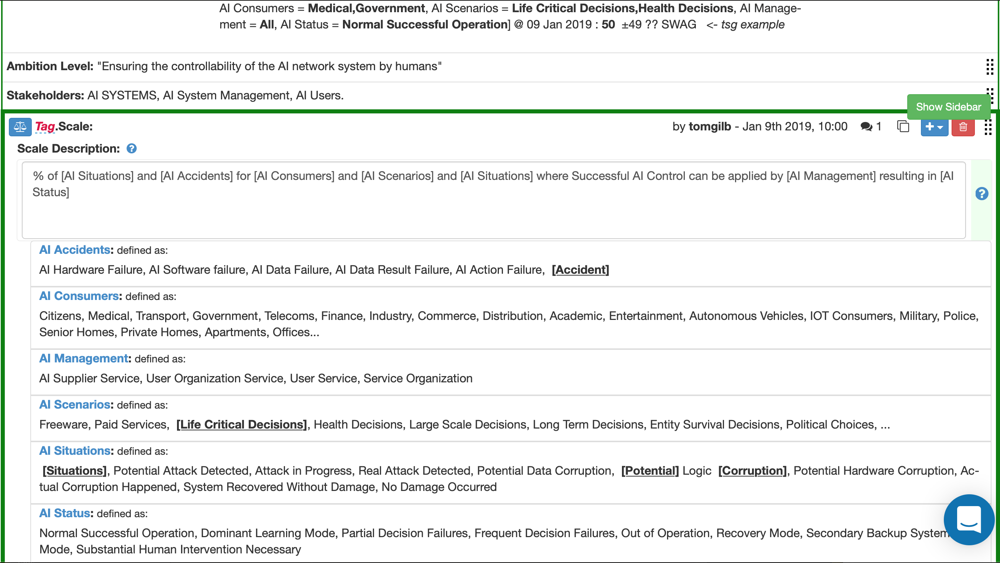 AI Consumers = Medical,Government, AI Scenarios = Life Critical Decisions,Health Decisions, AI Manage-
ment = All, AI Status = Normal Successful Operation] @ 09 Jan 2019 : 50 ±49 ?? SWAG <- tsg example
Ambition Level: "Ensuring the controllability of the AI network system by humans"
Stakeholders: AI SYSTEMS, AI System Management, AI Users.
Show Sidebar
Tag.Scale:
by tomgilb - Jan 9th 2019, 10:00 1
Scale Description: ?
% of [AI Situations] and [AI Accidents] for [AI Consumers] and [AI Scenarios] and [AI Situations] where Successful AI Control can be applied by [AI Management] resulting in [AI
Status]
?
AI Accidents: defined as:
AI Hardware Failure, AI Software failure, AI Data Failure, AI Data Result Failure, AI Action Failure, [Accident]
AI Consumers: defined as:
Citizens, Medical, Transport, Government, Telecoms, Finance, Industry, Commerce, Distribution, Academic, Entertainment, Autonomous Vehicles, IOT Consumers, Military, Police,
Senior Homes, Private Homes, Apartments, Offices...
AI Management: defined as:
AI Supplier Service, User Organization Service, User Service, Service Organization
AI Scenarios: defined as:
Freeware, Paid Services, [Life Critical Decisions], Health Decisions, Large Scale Decisions, Long Term Decisions, Entity Survival Decisions, Political Choices, ...
AI Situations: defined as:
[Situations], Potential Attack Detected, Attack in Progress, Real Attack Detected, Potential Data Corruption, [Potential] Logic [Corruption], Potential Hardware Corruption, Ac-
tual Corruption Happened, System Recovered Without Damage, No Damage Occurred
AI Status: defined as:
Normal Successful Operation, Dominant Learning Mode, Partial Decision Failures, Frequent Decision Failures, Out of Operation, Recovery Mode, Secondary Backup System
Mode, Substantial Human Intervention Necessary